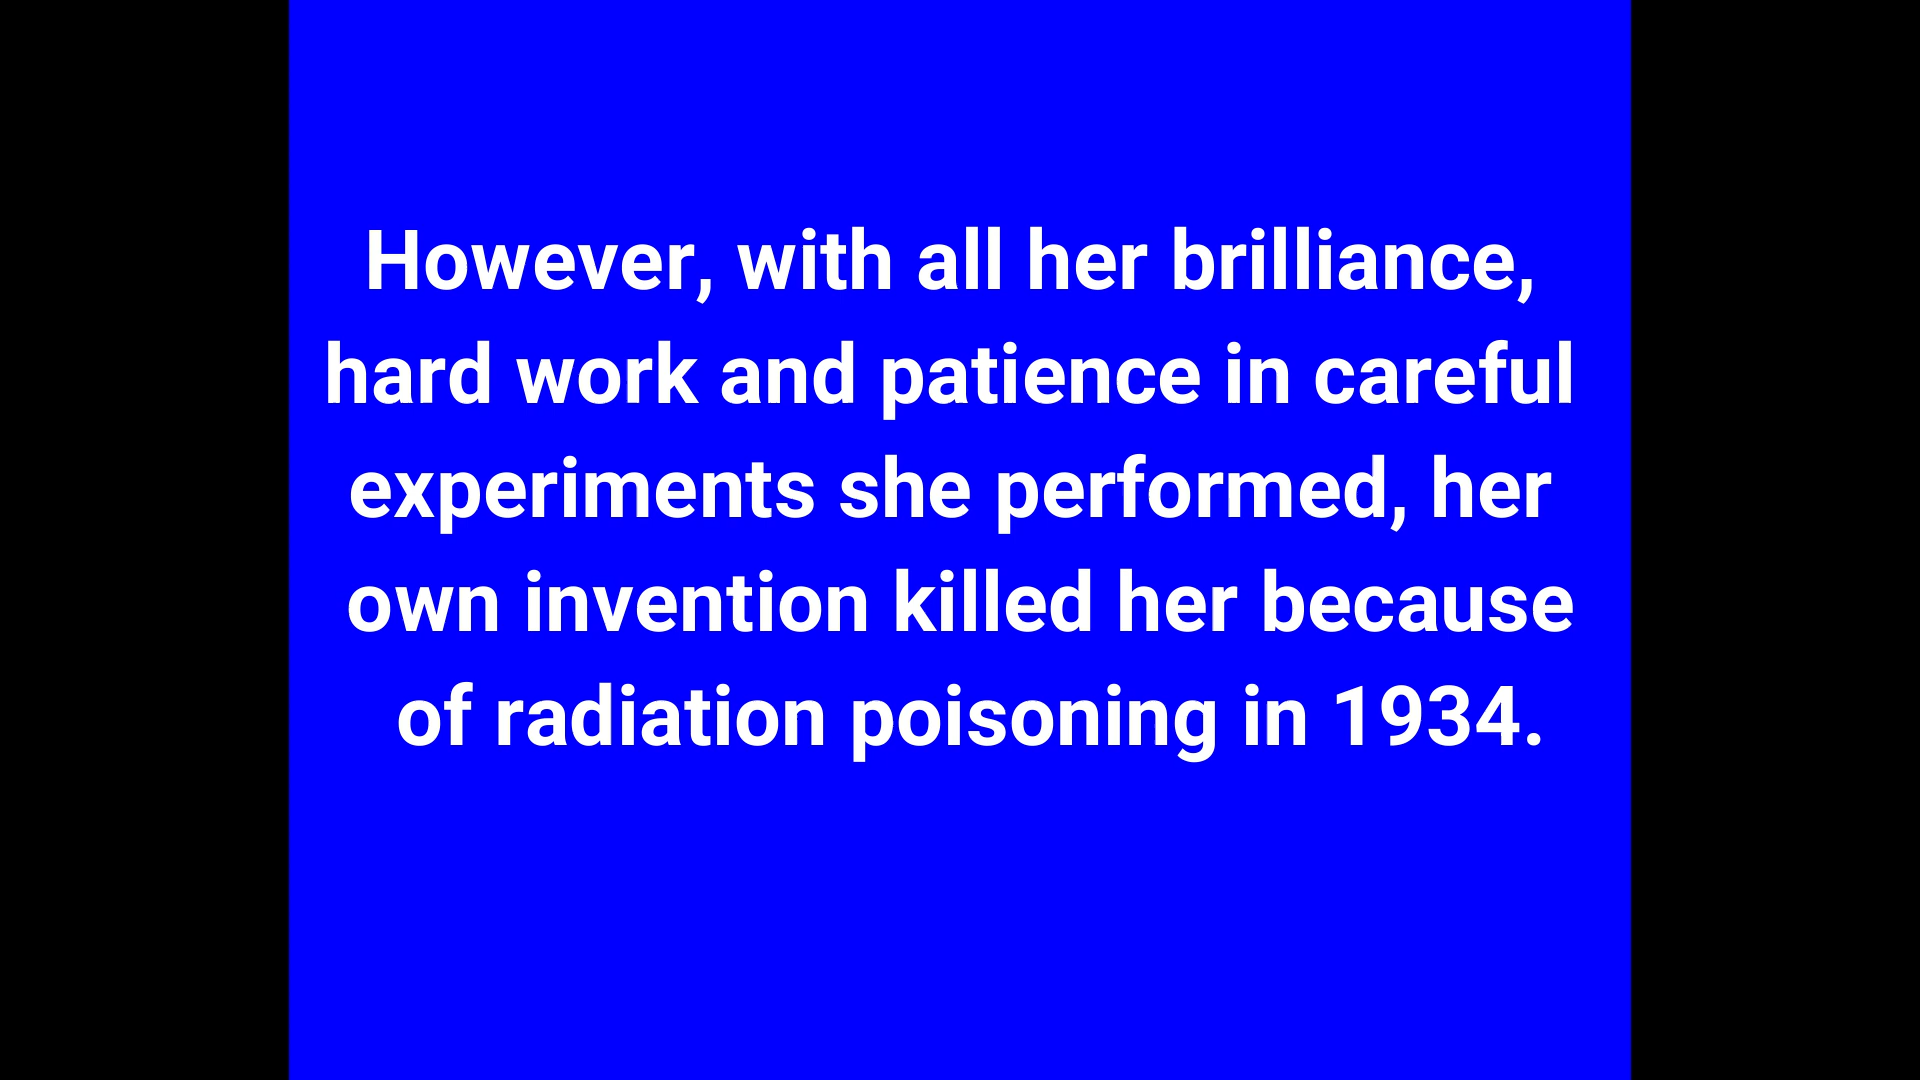 However, with all her brilliance,
hard work and patience in careful
experiments she performed, her
own invention killed her because
of radiation poisoning in 1934.